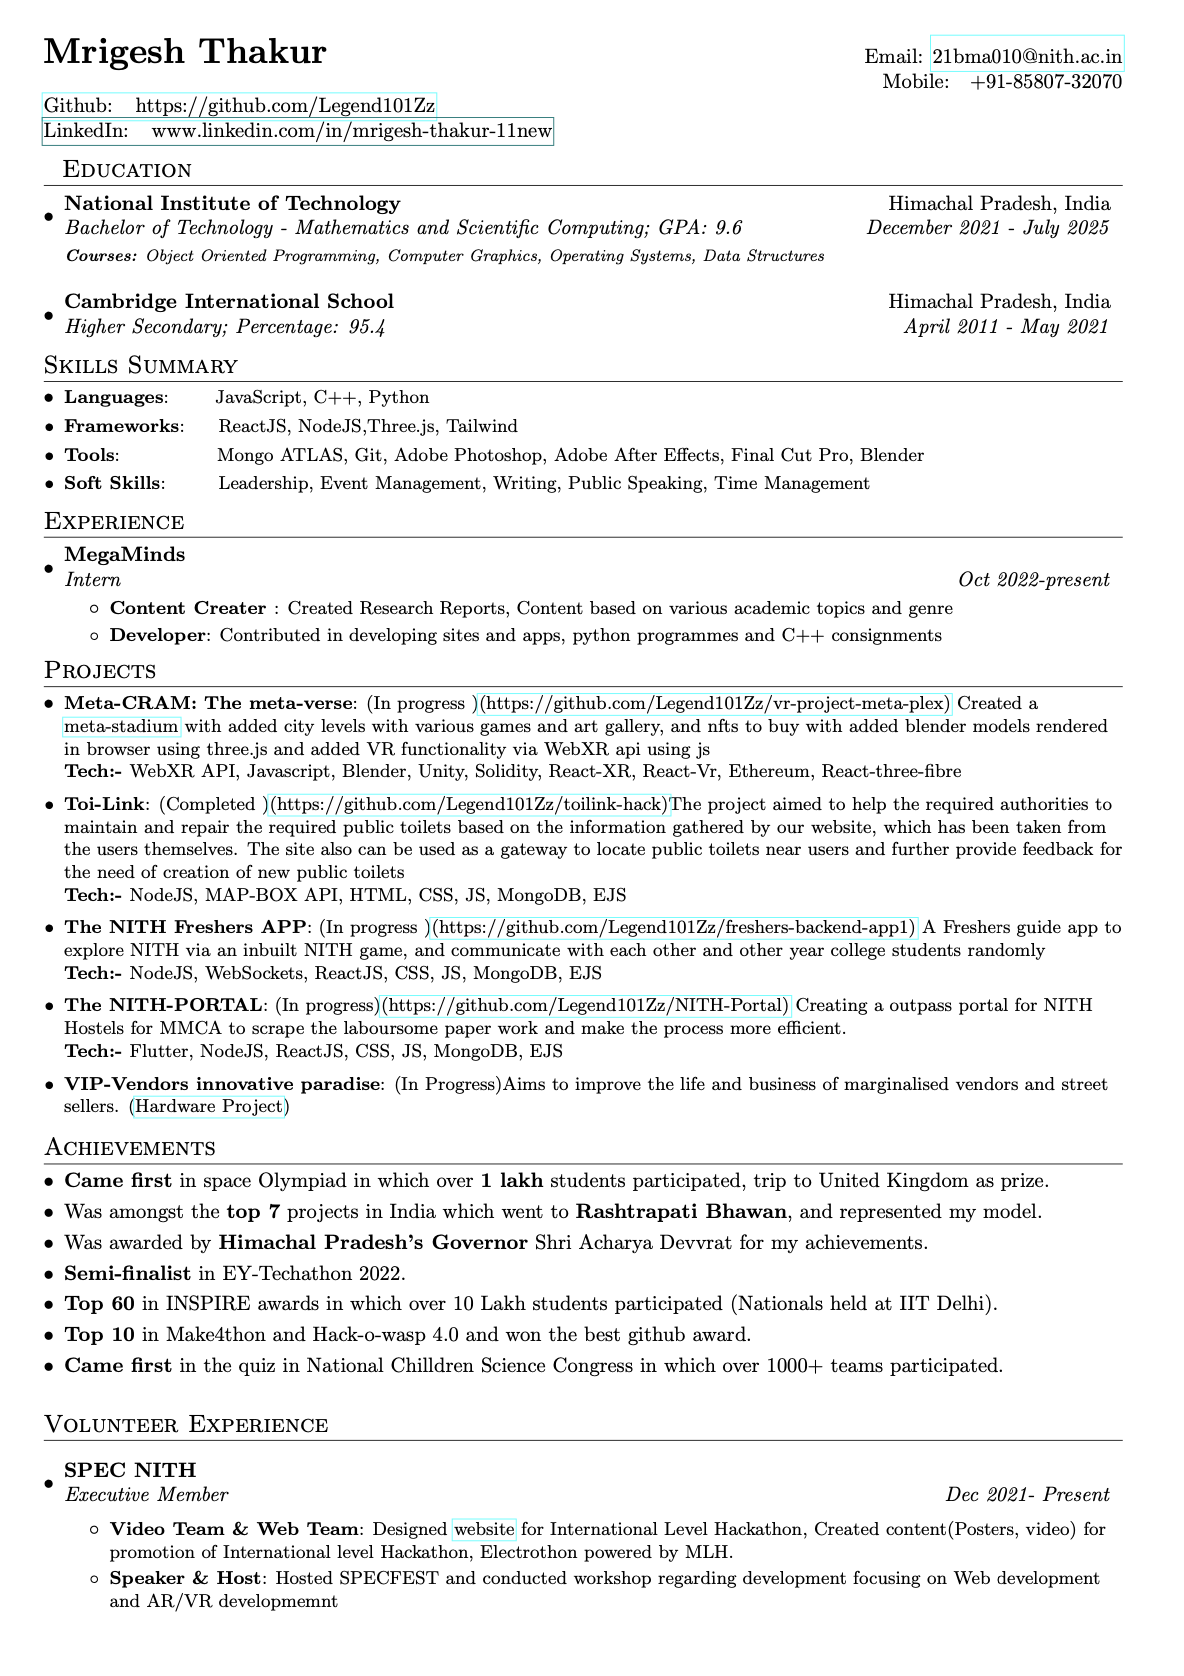 Mrigesh Thakur
Email: 21bma010@nith.ac.in
Mobile: +91-85807-32070
Github: https://github.com/Legend101Zz
LinkedIn: www.linkedin.com/in/mrigesh-thakur-11new
Education
• National Institute of Technology Himachal Pradesh, India
Bachelor of Technology - Mathematics and Scientific Computing; GPA: 9.6 December 2021 - July 2025
Courses: Object Oriented Programming, Computer Graphics, Operating Systems, Data Structures
• Cambridge International School Himachal Pradesh, India
Higher Secondary; Percentage: 95.4 April 2011 - May 2021
Skills Summary
• Languages: JavaScript, C++, Python
• Frameworks: ReactJS, NodeJS,Three.js, Tailwind
• Tools: Mongo ATLAS, Git, Adobe Photoshop, Adobe After Effects, Final Cut Pro, Blender
• Soft Skills: Leadership, Event Management, Writing, Public Speaking, Time Management
Experience
• MegaMinds
Intern Oct 2022-present
◦ Content Creater : Created Research Reports, Content based on various academic topics and genre
◦ Developer: Contributed in developing sites and apps, python programmes and C++ consignments
Projects
• Meta-CRAM: The meta-verse: (In progress )(https://github.com/Legend101Zz/vr-project-meta-plex) Created a
meta-stadium with added city levels with various games and art gallery, and nfts to buy with added blender models rendered
in browser using three.js and added VR functionality via WebXR api using js
Tech:- WebXR API, Javascript, Blender, Unity, Solidity, React-XR, React-Vr, Ethereum, React-three-fibre
• Toi-Link: (Completed )(https://github.com/Legend101Zz/toilink-hack)The project aimed to help the required authorities to
maintain and repair the required public toilets based on the information gathered by our website, which has been taken from
the users themselves. The site also can be used as a gateway to locate public toilets near users and further provide feedback for
the need of creation of new public toilets
Tech:- NodeJS, MAP-BOX API, HTML, CSS, JS, MongoDB, EJS
• The NITH Freshers APP: (In progress )(https://github.com/Legend101Zz/freshers-backend-app1) A Freshers guide app to
explore NITH via an inbuilt NITH game, and communicate with each other and other year college students randomly
Tech:- NodeJS, WebSockets, ReactJS, CSS, JS, MongoDB, EJS
• The NITH-PORTAL: (In progress)(https://github.com/Legend101Zz/NITH-Portal) Creating a outpass portal for NITH
Hostels for MMCA to scrape the laboursome paper work and make the process more efficient.
Tech:- Flutter, NodeJS, ReactJS, CSS, JS, MongoDB, EJS
• VIP-Vendors innovative paradise: (In Progress)Aims to improve the life and business of marginalised vendors and street
sellers. (Hardware Project)
Achievements
• Came first in space Olympiad in which over 1 lakh students participated, trip to United Kingdom as prize.
• Was amongst the top 7 projects in India which went to Rashtrapati Bhawan, and represented my model.
• Was awarded by Himachal Pradesh's Governor Shri Acharya Devvrat for my achievements.
• Semi-finalist in EY-Techathon 2022.
• Top 60 in INSPIRE awards in which over 10 Lakh students participated (Nationals held at IIT Delhi).
• Top 10 in Make4thon and Hack-o-wasp 4.0 and won the best github award.
• Came first in the quiz in National Chilldren Science Congress in which over 1000+ teams participated.
Volunteer Experience
• SPEC NITH
Executive Member Dec 2021- Present
◦ Video Team & Web Team: Designed website for International Level Hackathon, Created content(Posters, video) for
promotion of International level Hackathon, Electrothon powered by MLH.
◦ Speaker & Host: Hosted SPECFEST and conducted workshop regarding development focusing on Web development
and AR/VR developmemnt